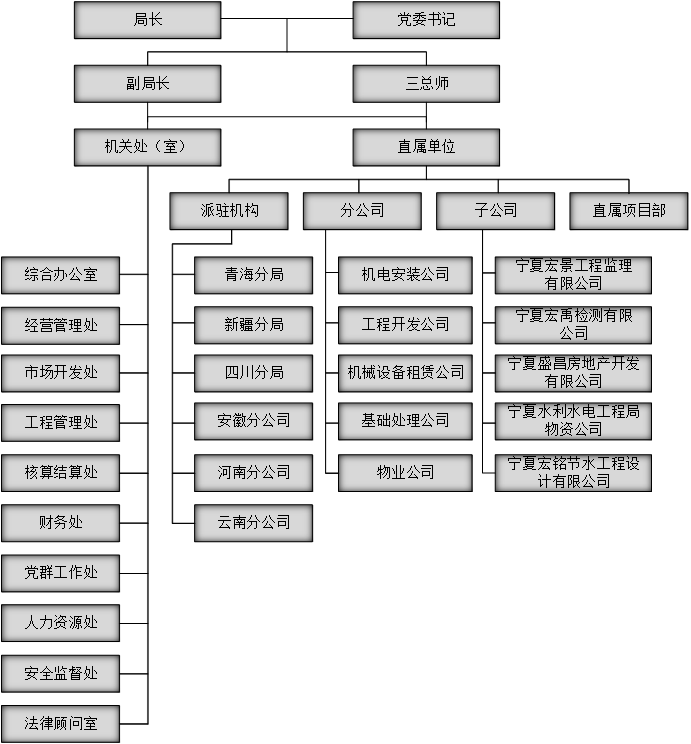 局长
党委书记
副局长
三总师
机关处（室）
直属单位
派驻机构
分公司
子公司
直属项目部
综合办公室
经营管理处
市场开发处
工程管理处
核算结算处
财务处
党群工作处
人力资源处
安全监督处
法律顾问室
青海分局
新疆分局
四川分局
安徽分公司
河南分公司
云南分公司
机电安装公司
工程开发公司
机械设备租赁公司
基础处理公司
物业公司
宁夏宏景工程监理
有限公司
宁夏宏禹检测有限
公司
宁夏盛昌房地产开发
有限公司
宁夏水利水电工程局
物资公司
宁夏宏铭节水工程设
计有限公司